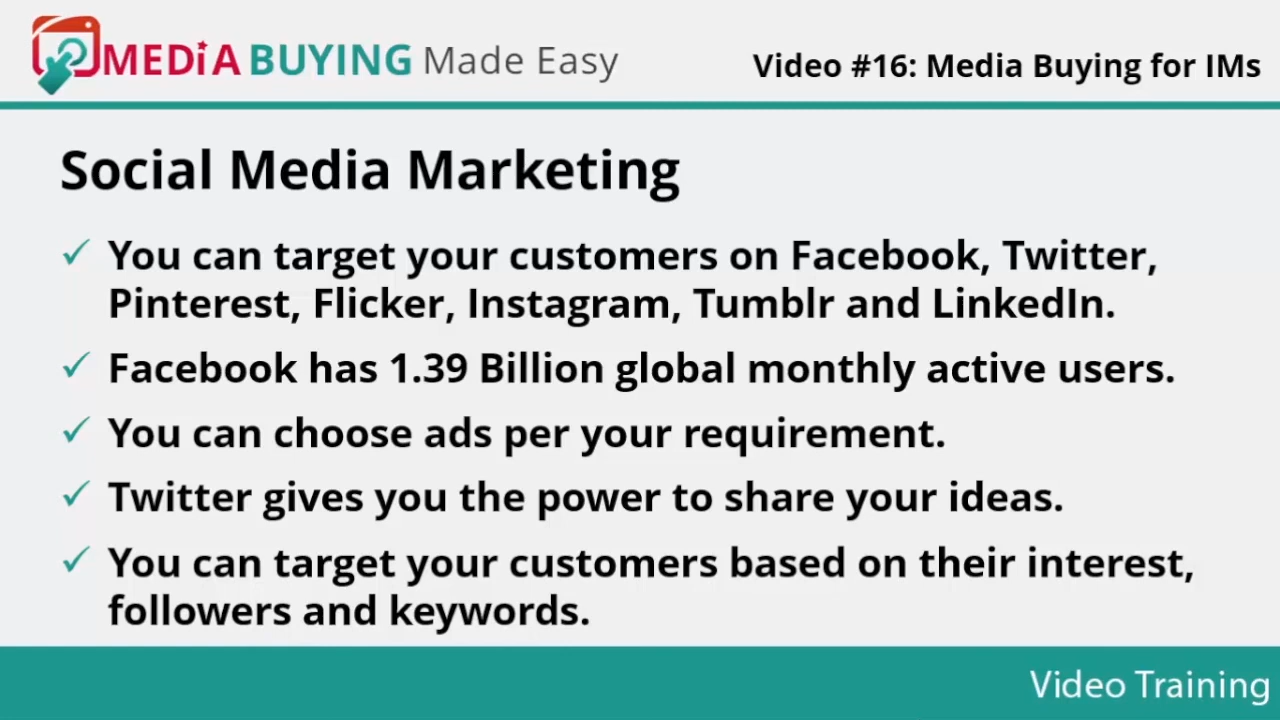 MEDiA BUYING Made Easy
Video #16: Media Buying for IMs
Social Media Marketing
✓ You can target your customers on Facebook, Twitter,
Pinterest, Flicker, Instagram, Tumblr and LinkedIn.
✓ Facebook has 1.39 Billion global monthly active users.
✓ You can choose ads per your requirement.
✓ Twitter gives you the power to share your ideas.
✓ You can target your customers based on their interest,
followers and keywords.
Video Training